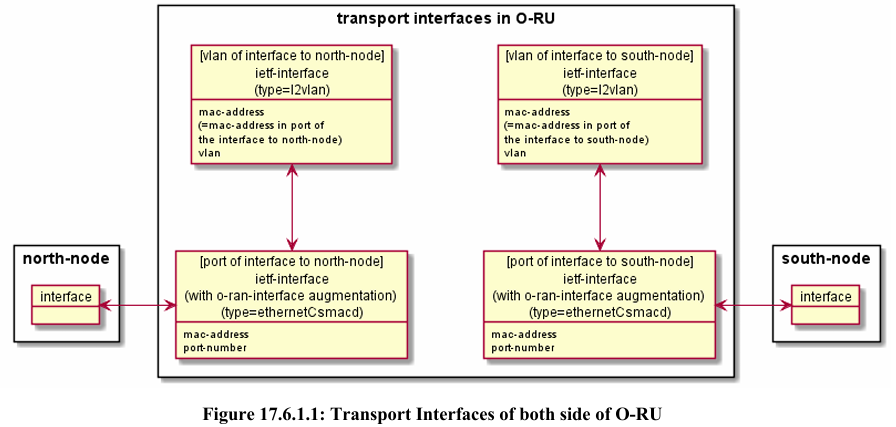 transport interfaces in O-RU
[vlan of interface to north-node]
ietf-interface
(type=l2vlan)
mac-address
(=mac-address in port of
the interface to north-node)
vlan
[vlan of interface to south-node]
ietf-interface
(type=l2vlan)
mac-address
(=mac-address in port of
the interface to south-node)
vlan
north-node
interface
[port of interface to north-node]
ietf-interface
(with o-ran-interface augmentation)
(type=ethernetCsmacd)
mac-address
port-number
[port of interface to south-node]
ietf-interface
(with o-ran-interface augmentation)
(type=ethernetCsmacd)
mac-address
port-number
south-node
interface
Figure 17.6.1.1: Transport Interfaces of both side of O-RU